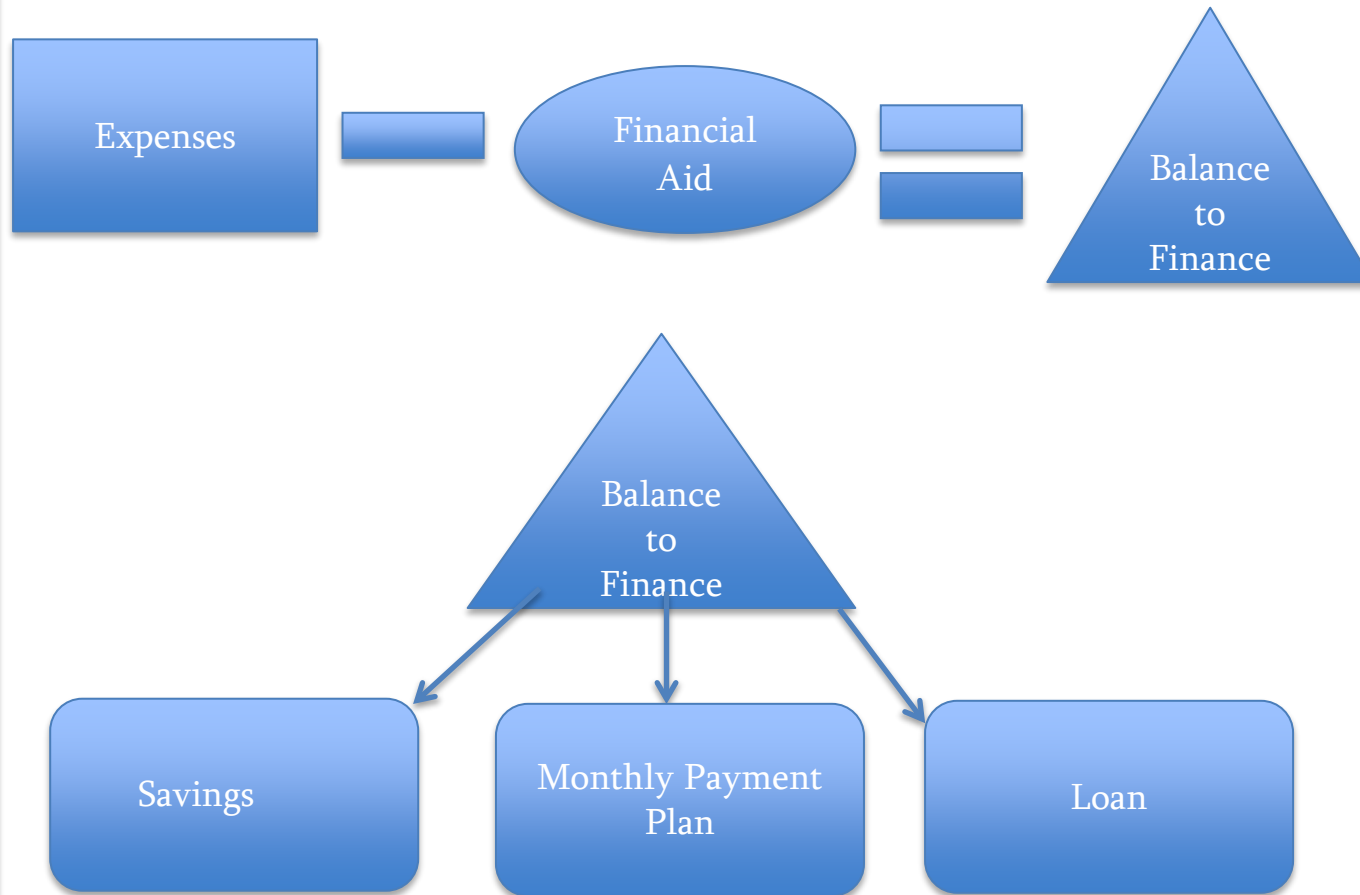 Expenses
Financial
Aid
Balance
to
Finance
Balance
to
Finance
Savings
Monthly Payment
Plan
Loan